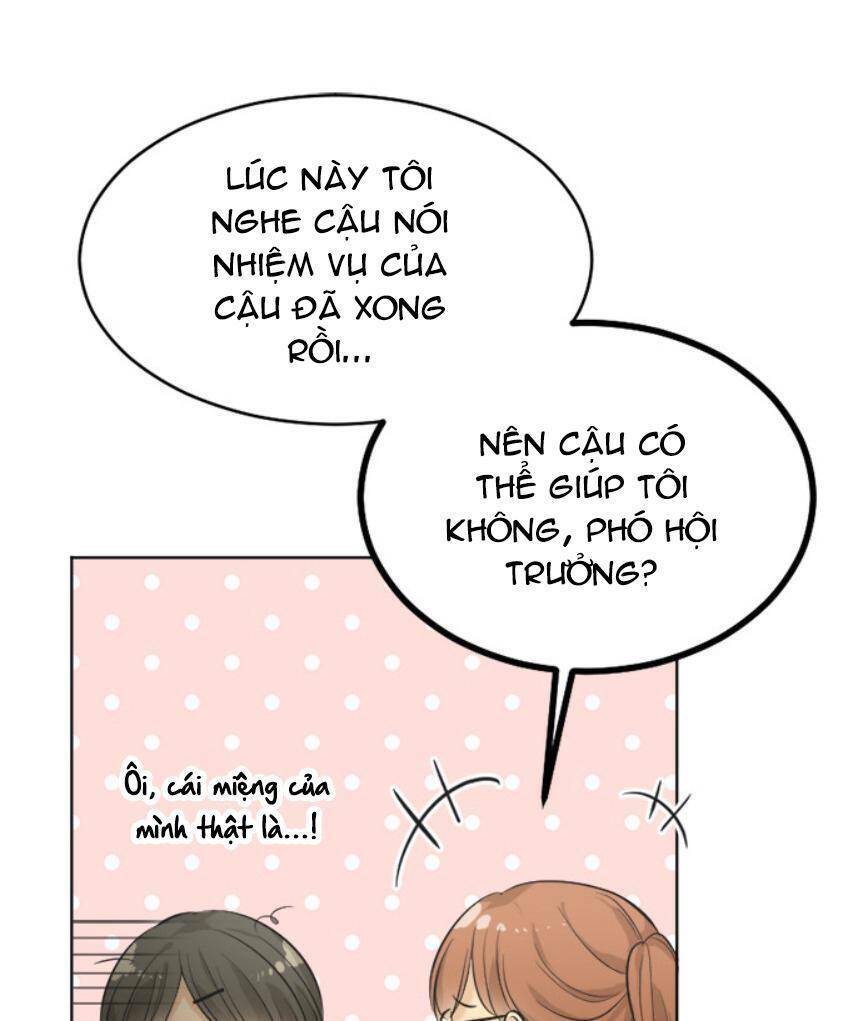 LÚC NÀY TÔI
NGHE CẬU NÓI
NHIỆM VỤ CỦA
CẬU ĐÃ XONG
RỒI...
NÊN CẬU CÓ
THỂ GIÚP TÔI
KHÔNG, PHÓ HỘI
TRƯỞNG?
Ôi, cái miệng của
mình thật là...!